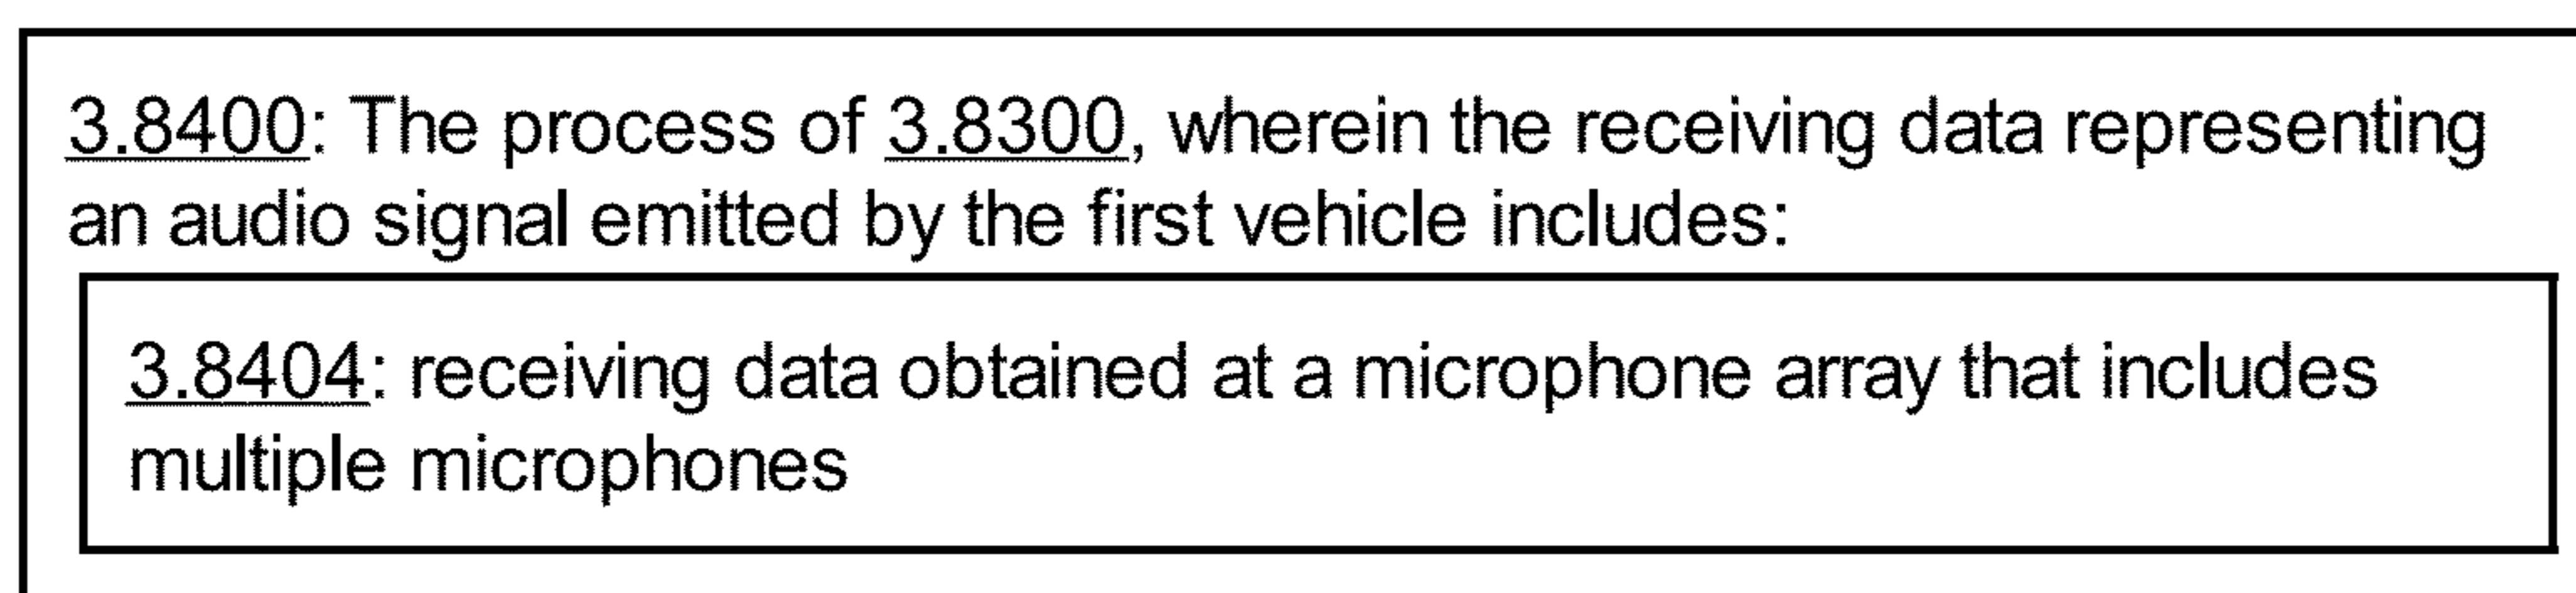 3.8400: The process of 3.8300, wherein the receiving data representing
an audio signal emitted by the first vehicle includes:
3.8404: receiving data obtained at a microphone array that includes
multiple microphones